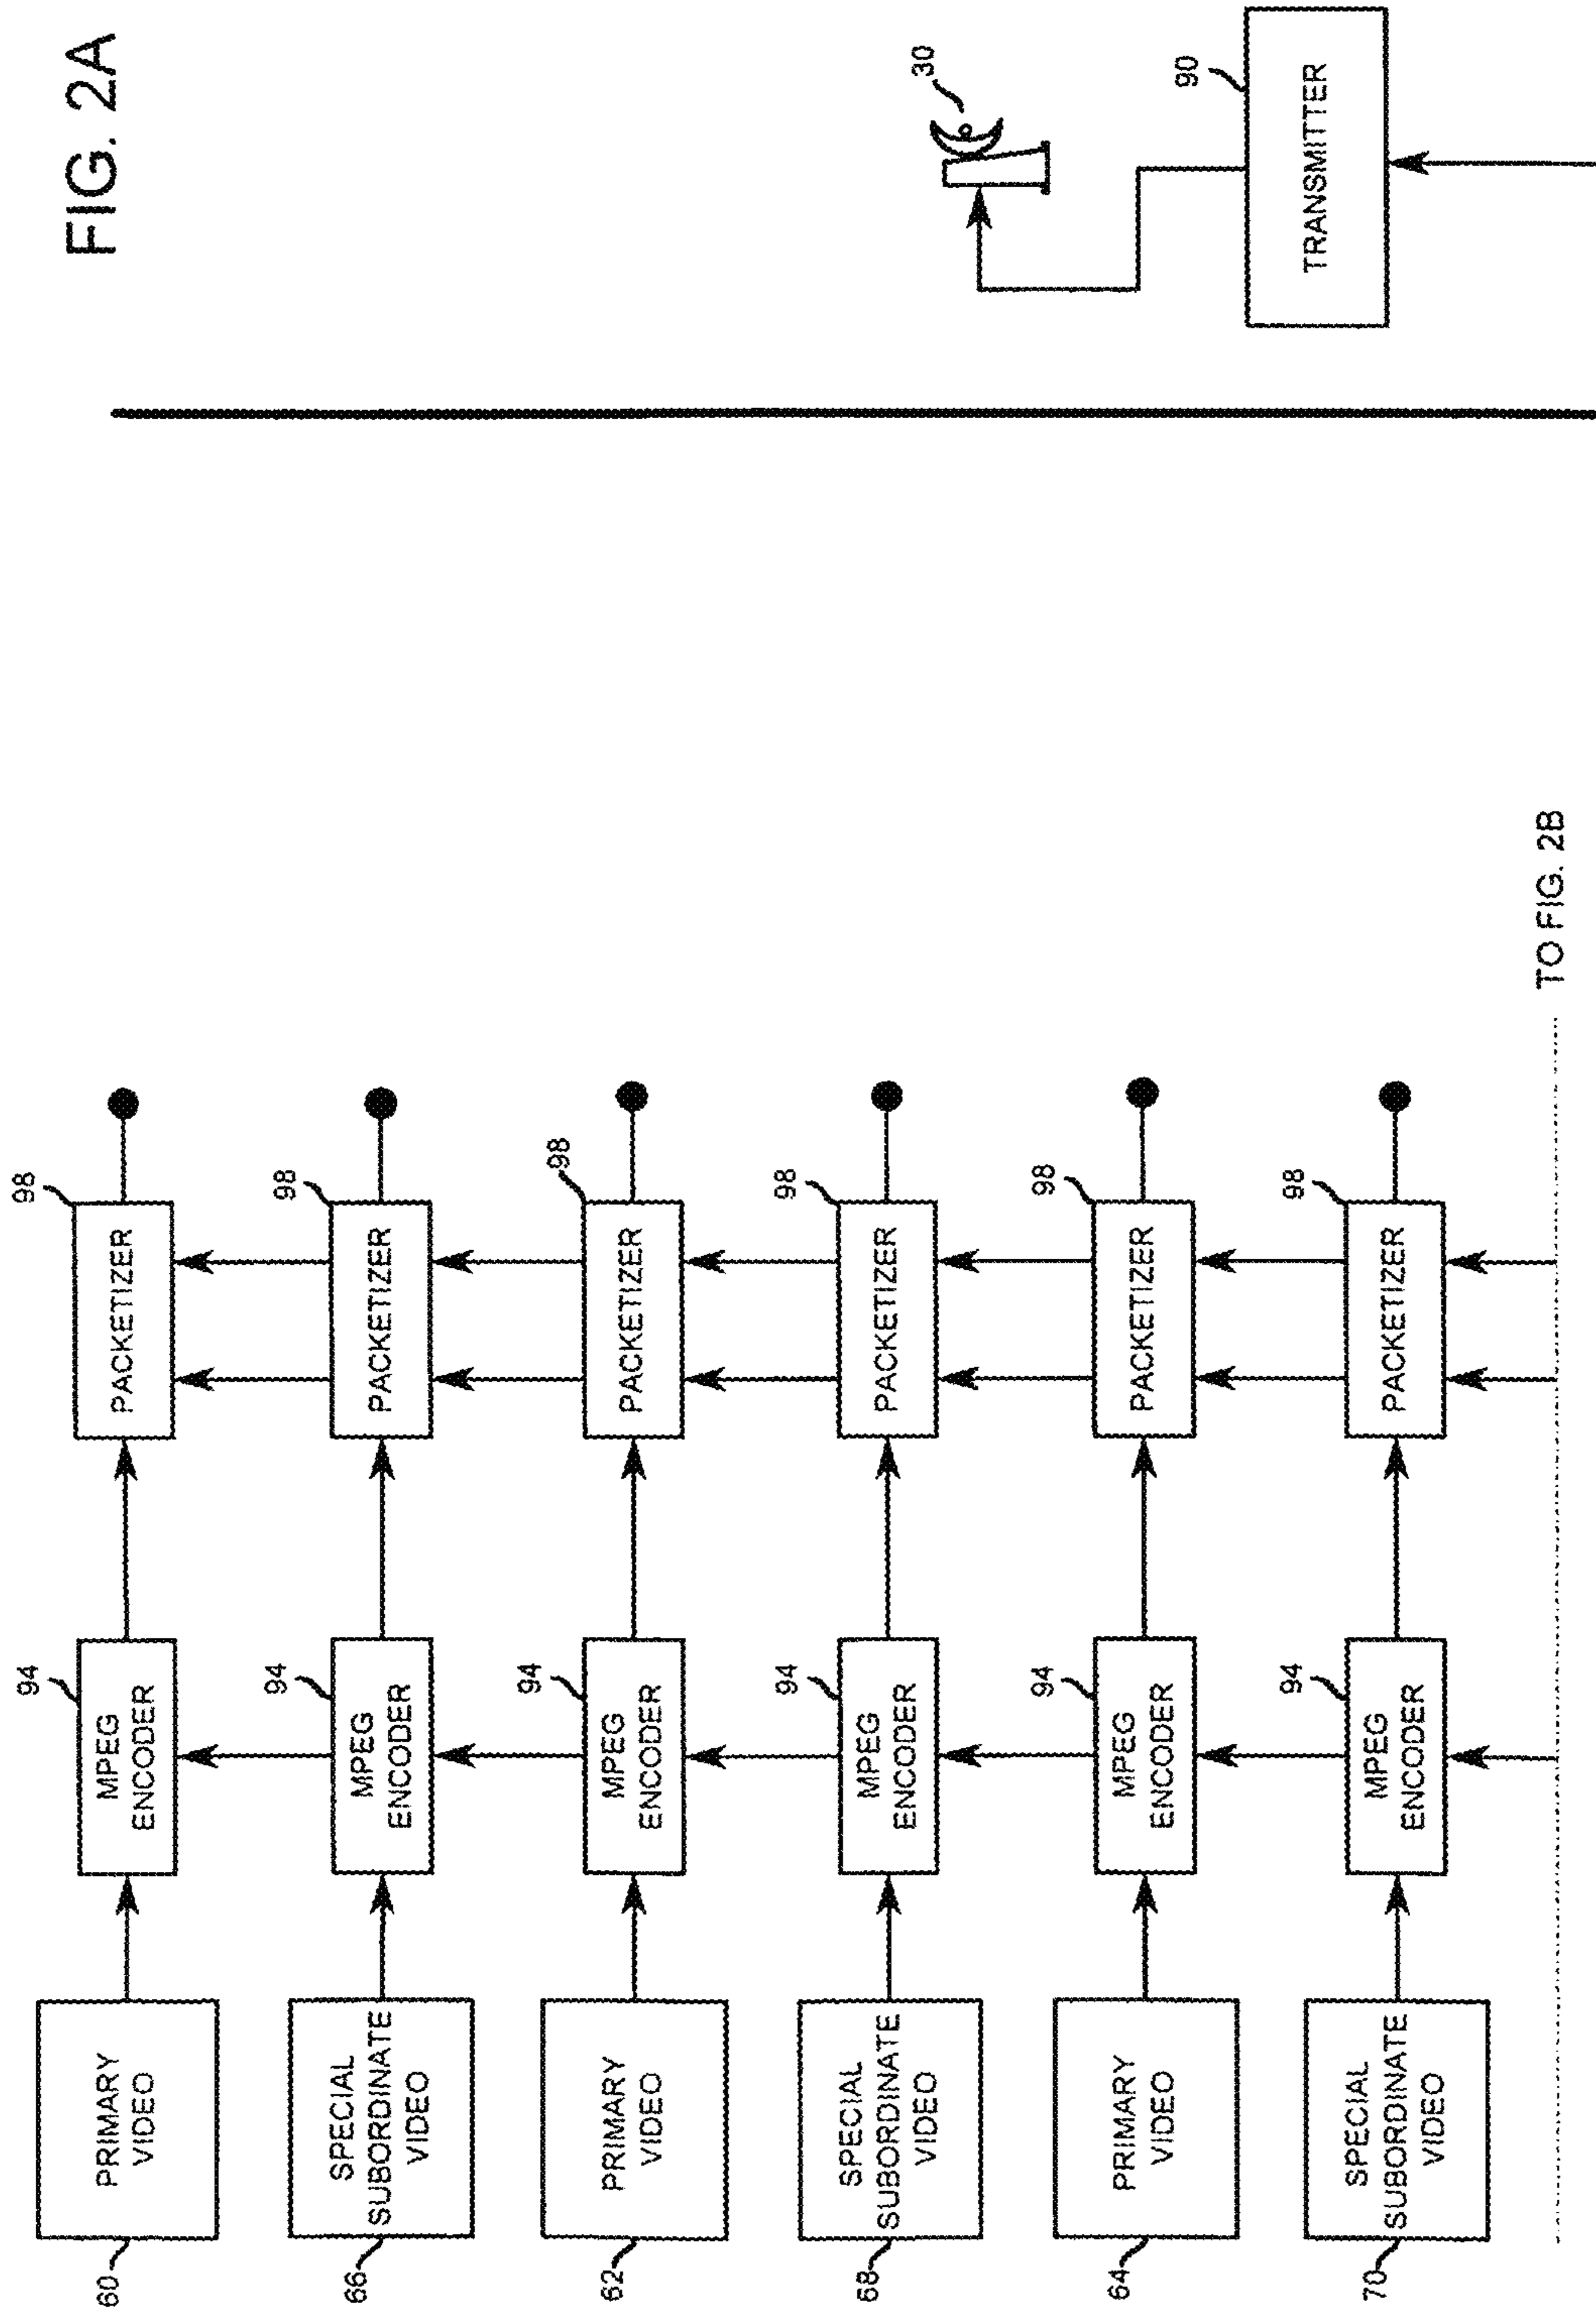 FIG. 2A
60
PRIMARY
VIDEO
94
MPEG
ENCODER
98
PACKETIZER
66
SPECIAL
SUBORDINATE
VIDEO
94
MPEG
ENCODER
98
PACKETIZER
62
PRIMARY
VIDEO
94
MPEG
ENCODER
98
PACKETIZER
68
SPECIAL
SUBORDINATE
VIDEO
94
MPEG
ENCODER
98
PACKETIZER
64
PRIMARY
VIDEO
94
MPEG
ENCODER
98
PACKETIZER
70
SPECIAL
SUBORDINATE
VIDEO
94
MPEG
ENCODER
98
PACKETIZER
30
90
TRANSMITTER
TO FIG. 2B